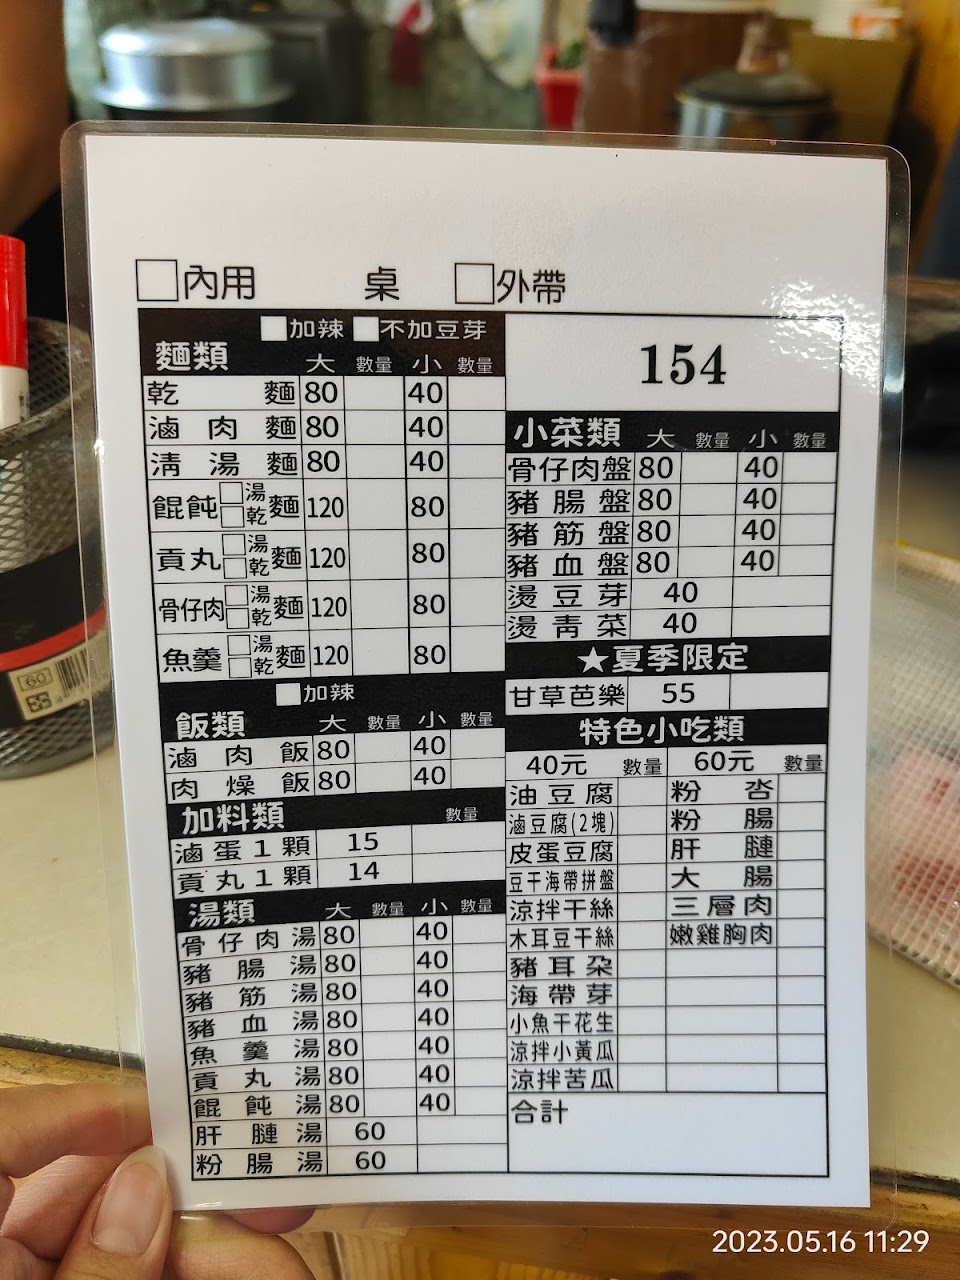 □內用 桌 □外帶
□加辣 □不加豆芽
麵類 大 數量 小 數量
乾麵 80 40
滷肉麵 80 40
清湯麵 80 40
餛飩 □湯 □乾 麵 120 80
貢丸 □湯 □乾 麵 120 80
骨仔肉 □湯 □乾 麵 120 80
魚羹 □湯 □乾 麵 120 80
□加辣
飯類 大 數量 小 數量
滷肉飯 80 40
肉燥飯 80 40
加料類 數量
滷蛋1顆 15
貢丸1顆 14
湯類 大 數量 小 數量
骨仔肉湯 80 40
豬腸湯 80 40
豬筋湯 80 40
豬血湯 80 40
魚羹湯 80 40
貢丸湯 80 40
餛飩湯 80 40
肝腱湯 60
粉腸湯 60
154
小菜類 大 數量 小 數量
骨仔肉盤 80 40
豬腸盤 80 40
豬筋盤 80 40
豬血盤 80 40
燙豆芽 40
燙青菜 40
★夏季限定
甘草芭樂 55
特色小吃類
40元 數量 60元 數量
油豆腐 粉沓
滷豆腐(2塊) 粉腸
皮蛋豆腐 肝腱
豆干海帶拼盤 大腸
涼拌干絲 三層肉
木耳豆干絲 嫩雞胸肉
豬耳朵
海帶芽
小魚干花生
涼拌小黃瓜
涼拌苦瓜
合計
60
2023.05.16 11:29